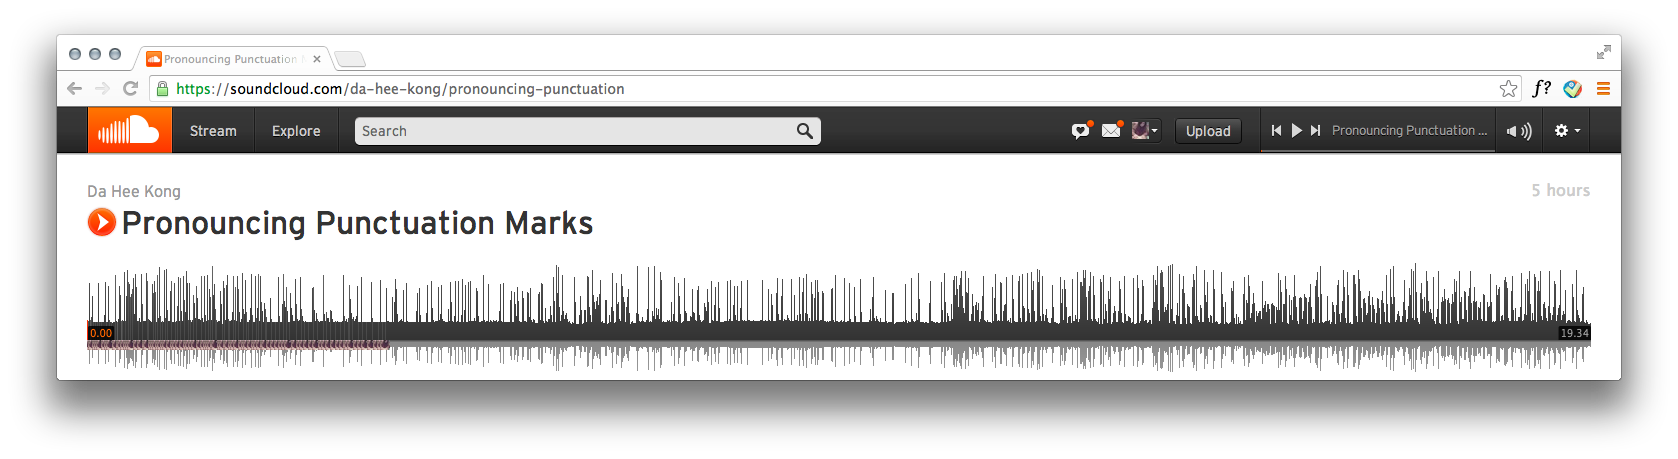 Pronouncing Punctuation M
https://soundcloud.com/da-hee-kong/pronouncing-punctuation
f?
Stream
Explore
Search
Upload
Pronouncing Punctuation ...
Da Hee Kong
5 hours
Pronouncing Punctuation Marks
0.00
19.34